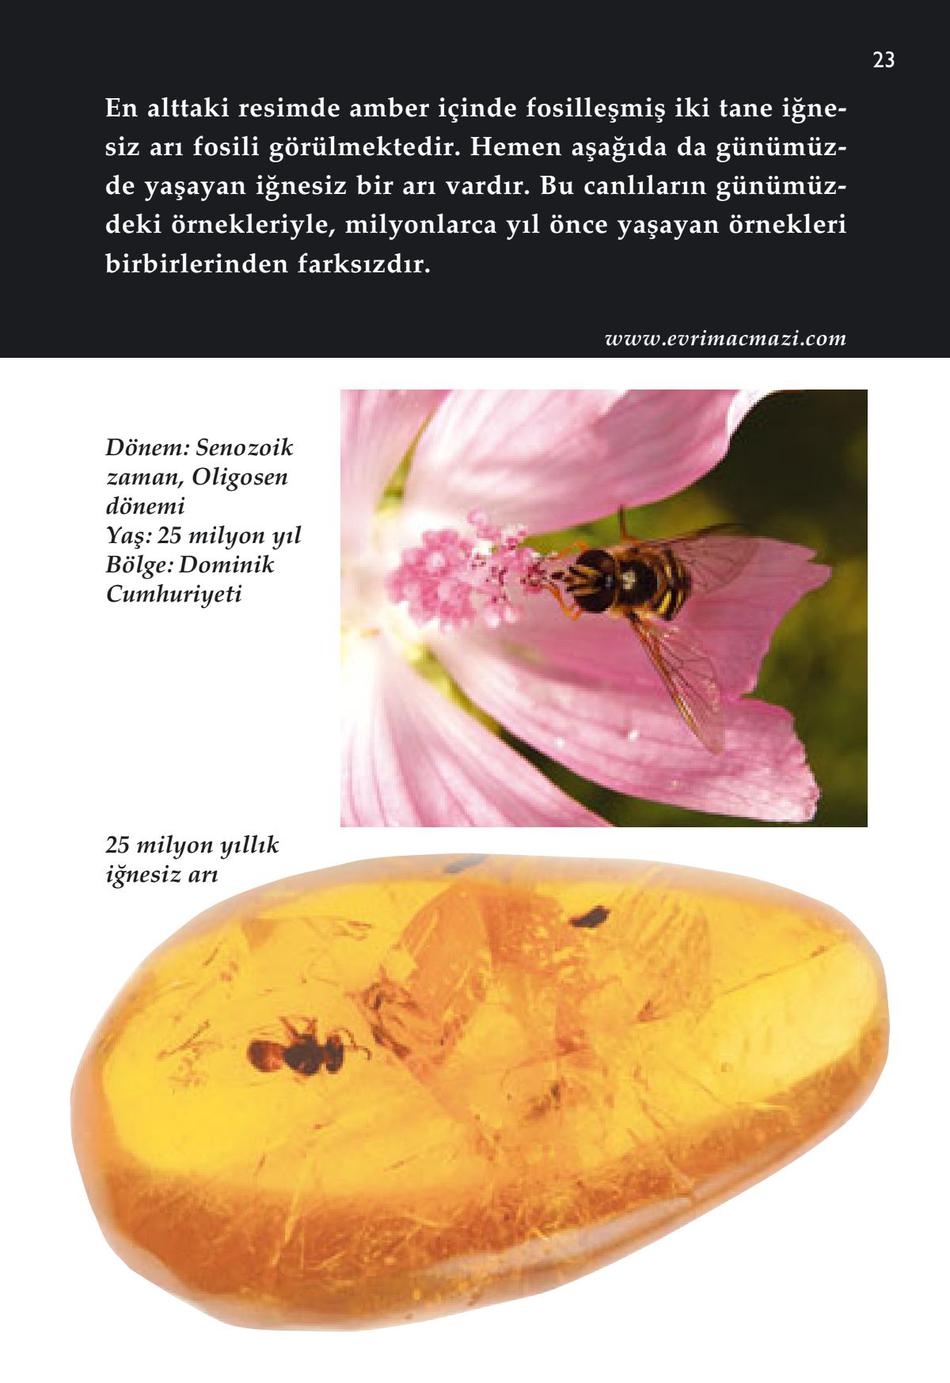 23
En alttaki resimde amber içinde fosilleşmiş iki tane iğne-
siz arı fosili görülmektedir. Hemen aşağıda da günümüz-
de yaşayan iğnesiz bir arı vardır. Bu canlıların günümüz-
deki örnekleriyle, milyonlarca yıl önce yaşayan örnekleri
birbirlerinden farksızdır.
www.evrimacmazi.com
Dönem: Senozoik
zaman, Oligosen
dönemi
Yaş: 25 milyon yıl
Bölge: Dominik
Cumhuriyeti
25 milyon yıllık
iğnesiz arı